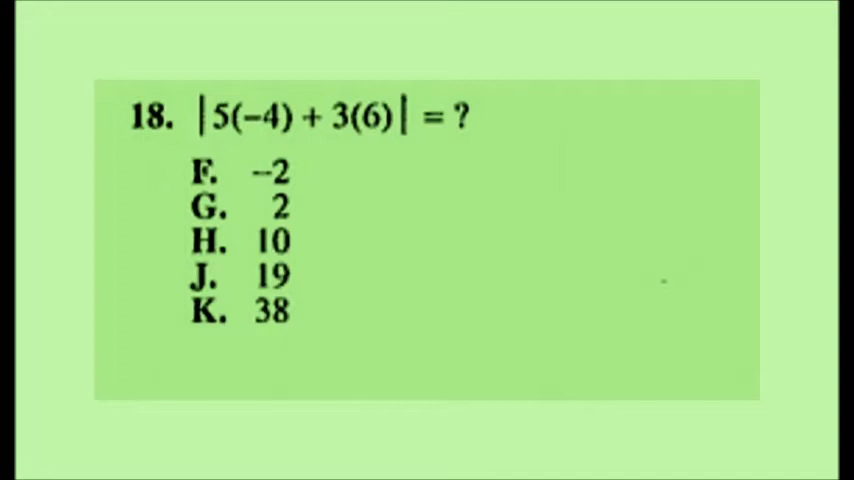 18. |5(−4) + 3(6)| = ?
F. −2
G. 2
H. 10
J. 19
K. 38